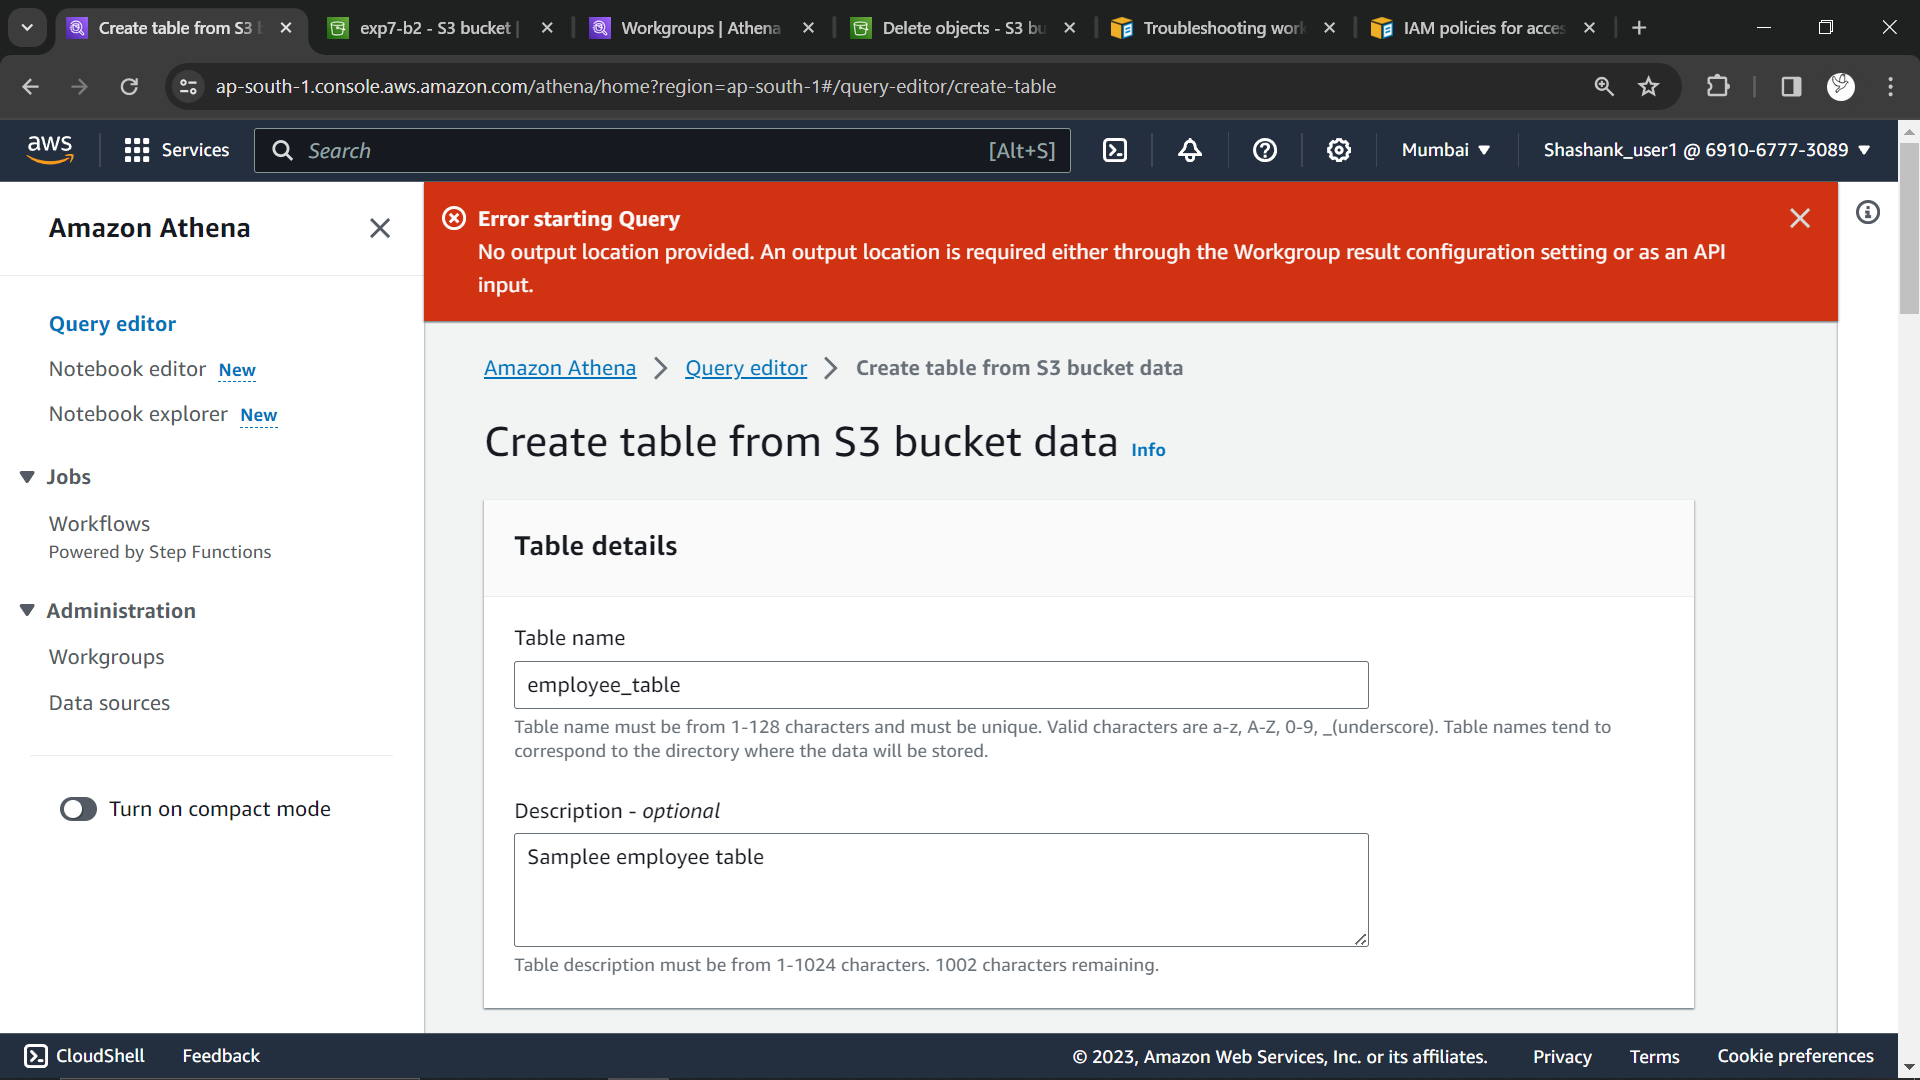 Create table from S3
exp7-b2 - S3 bucket |
Workgroups | Athena
Delete objects - S3 bu
Troubleshooting work
IAM policies for acces
ap-south-1.console.aws.amazon.com/athena/home?region=ap-south-1#/query-editor/create-table
aws
Services
Search
[Alt+S]
Mumbai
Shashank_user1 @ 6910-6777-3089
Amazon Athena
Query editor
Notebook editor New
Notebook explorer New
Jobs
Workflows
Powered by Step Functions
Administration
Workgroups
Data sources
Turn on compact mode
Error starting Query
No output location provided. An output location is required either through the Workgroup result configuration setting or as an API
input.
Amazon Athena
Query editor
Create table from S3 bucket data
Create table from S3 bucket data Info
Table details
Table name
employee_table
Table name must be from 1-128 characters and must be unique. Valid characters are a-z, A-Z, 0-9, _(underscore). Table names tend to
correspond to the directory where the data will be stored.
Description - optional
Samplee employee table
Table description must be from 1-1024 characters. 1002 characters remaining.
CloudShell
Feedback
© 2023, Amazon Web Services, Inc. or its affiliates.
Privacy
Terms
Cookie preferences